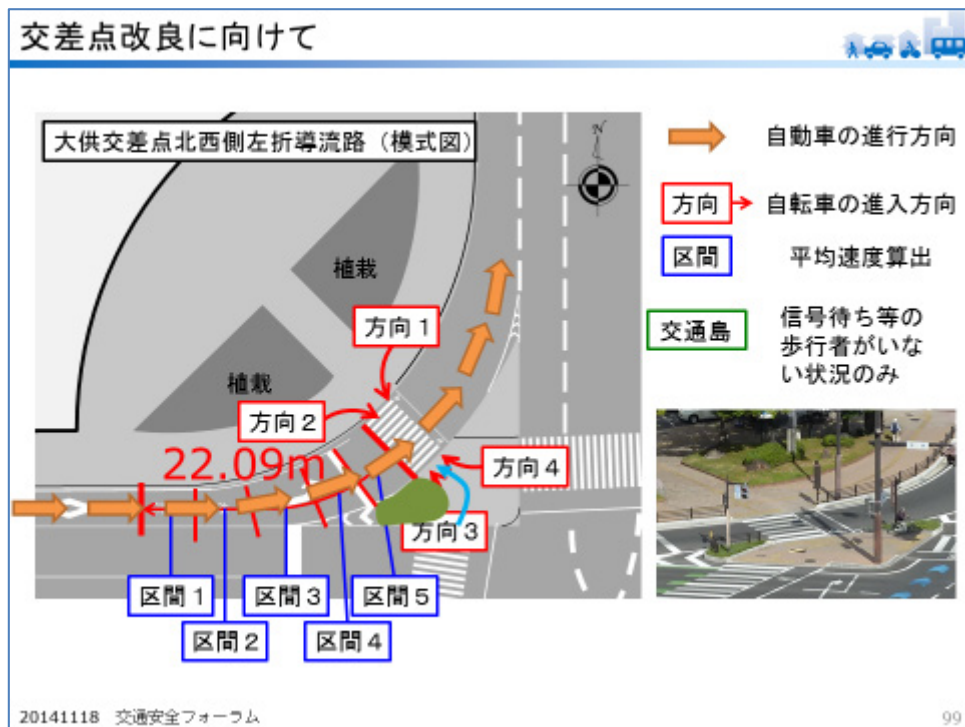 交差点改良に向けて
大供交差点北西側左折導流路（模式図）
N
自動車の進行方向
方向
自転車の進入方向
区間
平均速度算出
交通島
信号待ち等の
歩行者がいな
い状況のみ
植栽
植栽
方向１
方向２
22.09m
方向４
方向３
区間１
区間３
区間５
区間２
区間４
20141118 交通安全フォーラム
99